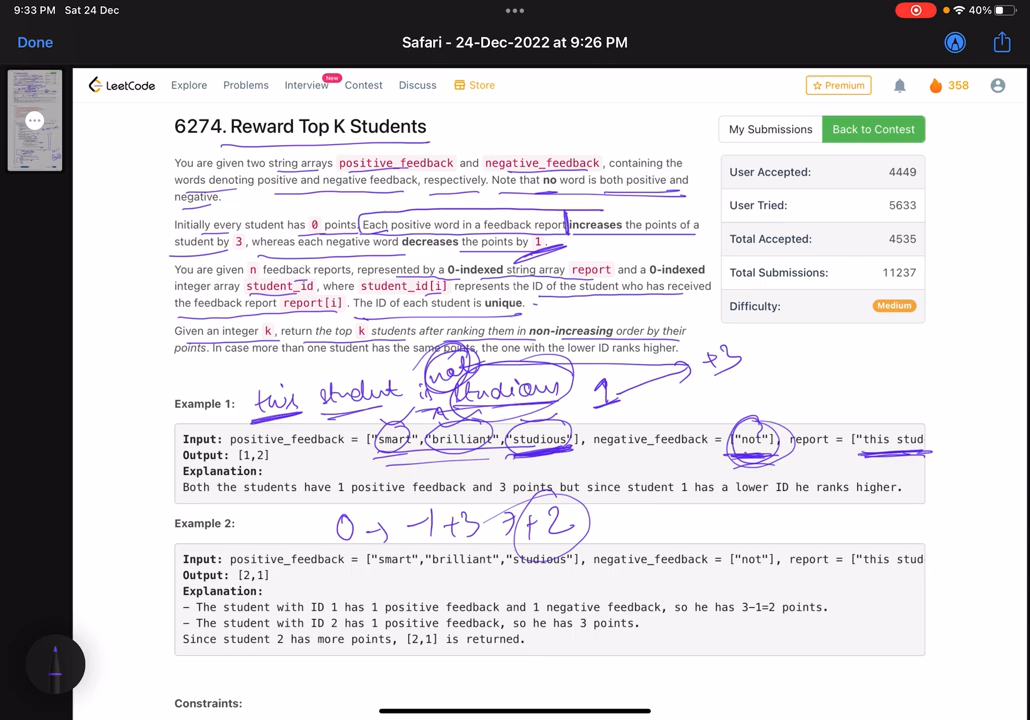 9:33 PM Sat 24 Dec
40%
Done
Safari - 24-Dec-2022 at 9:26 PM
LeetCode Explore Problems Interview New Contest Discuss Store Premium 358
6274. Reward Top K Students
My Submissions Back to Contest
You are given two string arrays positive_feedback and negative_feedback, containing the
words denoting positive and negative feedback, respectively. Note that no word is both positive and
negative.
Initially every student has 0 points. Each positive word in a feedback report increases the points of a
student by 3, whereas each negative word decreases the points by 1.
You are given n feedback reports, represented by a 0-indexed string array report and a 0-indexed
integer array student_id, where student_id[i] represents the ID of the student who has received
the feedback report report[i]. The ID of each student is unique.
Given an integer k, return the top k students after ranking them in non-increasing order by their
points. In case more than one student has the same points, the one with the lower ID ranks higher.
User Accepted: 4449
User Tried: 5633
Total Accepted: 4535
Total Submissions: 11237
Difficulty: Medium
not
this student is studious 1 +3
Example 1:
Input: positive_feedback = ["smart","brilliant","studious"], negative_feedback = ["not"], report = ["this stud
Output: [1,2]
Explanation:
Both the students have 1 positive feedback and 3 points but since student 1 has a lower ID he ranks higher.
0 → -1+3 → +2
Example 2:
Input: positive_feedback = ["smart","brilliant","studious"], negative_feedback = ["not"], report = ["this stud
Output: [2,1]
Explanation:
- The student with ID 1 has 1 positive feedback and 1 negative feedback, so he has 3-1=2 points.
- The student with ID 2 has 1 positive feedback, so he has 3 points.
Since student 2 has more points, [2,1] is returned.
Constraints: